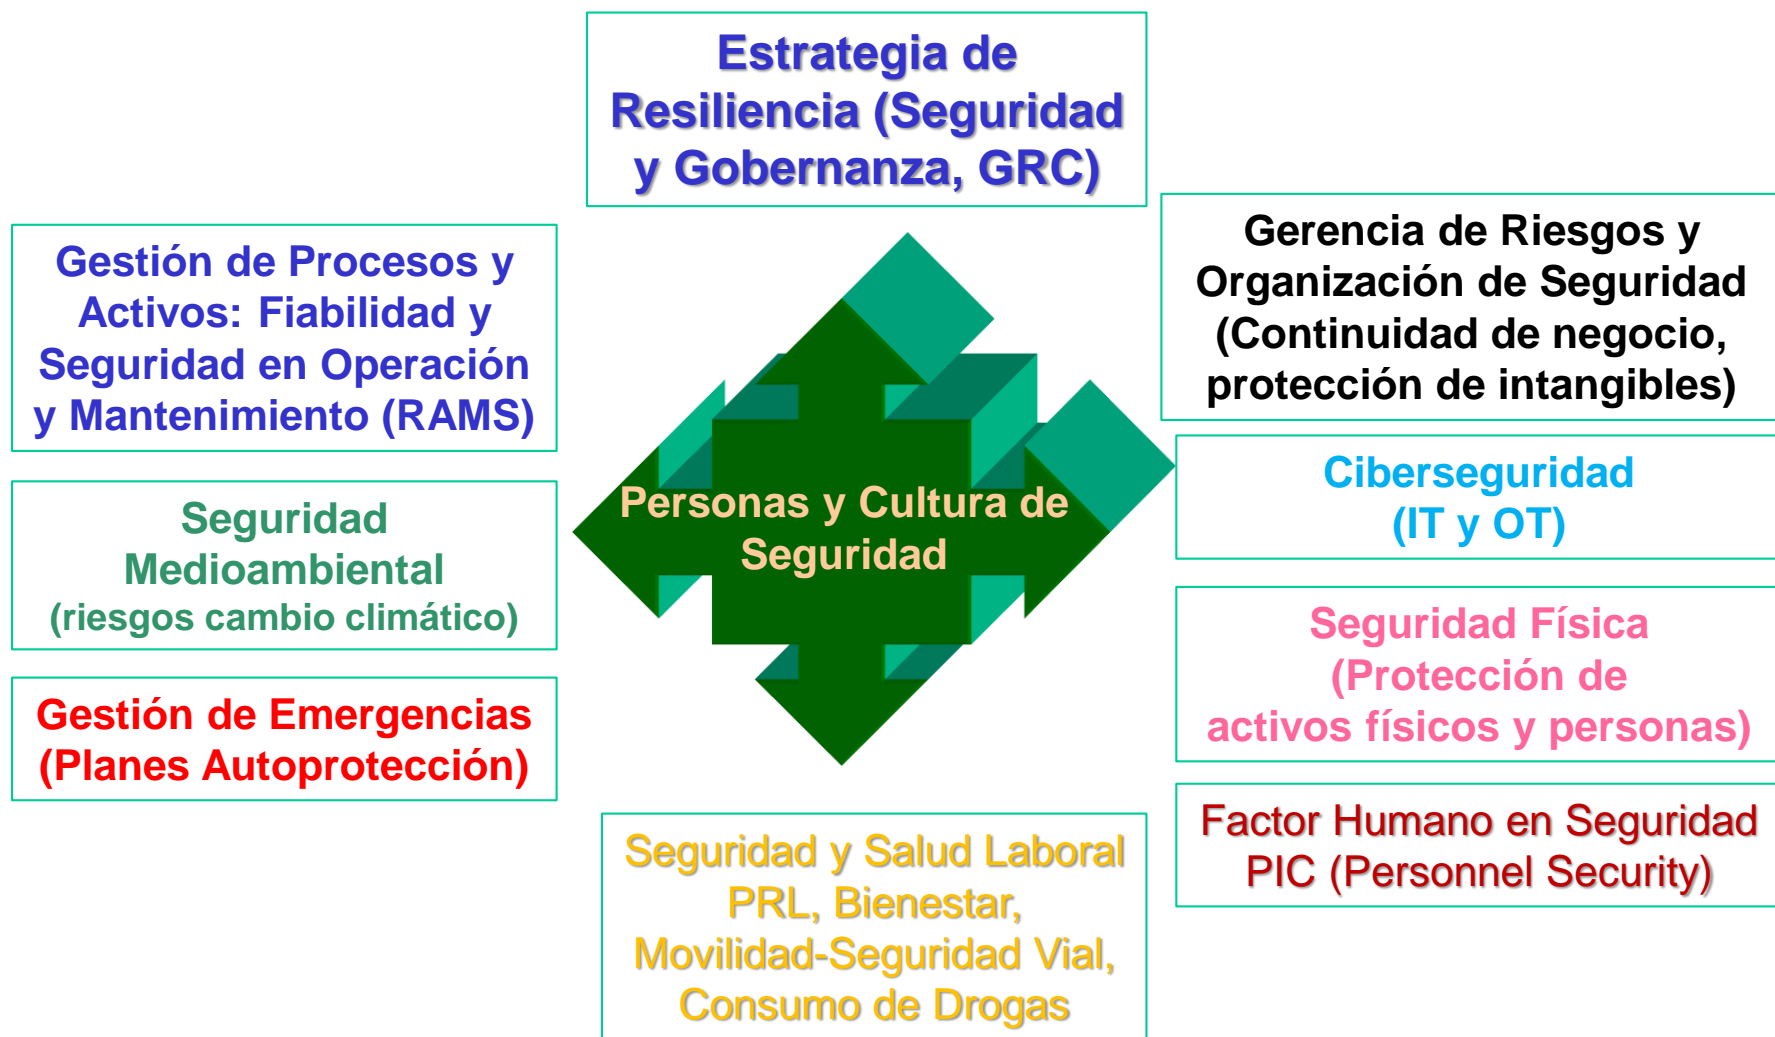 Estrategia de
Resiliencia (Seguridad
y Gobernanza, GRC)
Gestión de Procesos y
Activos: Fiabilidad y
Seguridad en Operación
y Mantenimiento (RAMS)
Gerencia de Riesgos y
Organización de Seguridad
(Continuidad de negocio,
protección de intangibles)
Seguridad
Medioambiental
(riesgos cambio climático)
Personas y Cultura de
Seguridad
Ciberseguridad
(IT y OT)
Seguridad Física
(Protección de
activos físicos y personas)
Gestión de Emergencias
(Planes Autoprotección)
Factor Humano en Seguridad
PIC (Personnel Security)
Seguridad y Salud Laboral
PRL, Bienestar,
Movilidad-Seguridad Vial,
Consumo de Drogas